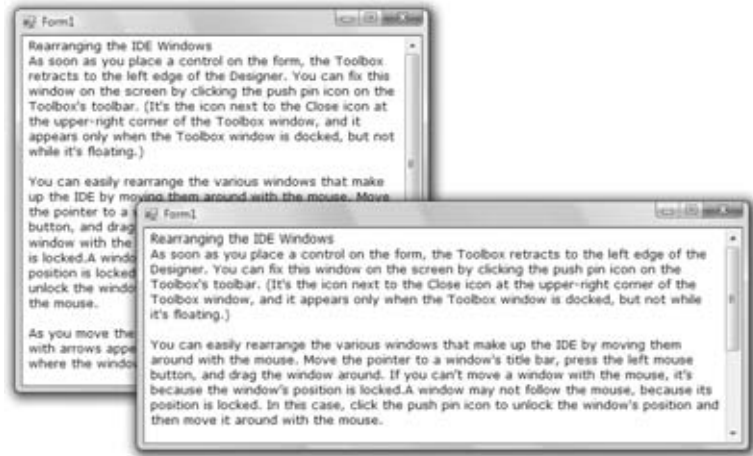 Form1
Rearranging the IDE Windows
As soon as you place a control on the form, the Toolbox
retracts to the left edge of the Designer. You can fix this
window on the screen by clicking the push pin icon on the
Toolbox's toolbar. (It's the icon next to the Close icon at
the upper-right corner of the Toolbox window, and it
appears only when the Toolbox window is docked, but not
while it's floating.)
You can easily rearrange the various windows that make
up the IDE by moving them around with the mouse. Move
the pointer to a
button, and drag
window with the
is locked.A
position is locked
unlock the
the mouse.
As you move the
with arrows
where the
Form1
Rearranging the IDE Windows
As soon as you place a control on the form, the Toolbox retracts to the left edge of the
Designer. You can fix this window on the screen by clicking the push pin icon on the
Toolbox's toolbar. (It's the icon next to the Close icon at the upper-right corner of the
Toolbox window, and it appears only when the Toolbox window is docked, but not while
it's floating.)
You can easily rearrange the various windows that make up the IDE by moving them
around with the mouse. Move the pointer to a window's title bar, press the left mouse
button, and drag the window around. If you can't move a window with the mouse, it's
because the window's position is locked.A window may not follow the mouse, because its
position is locked. In this case, click the push pin icon to unlock the window's position and
then move it around with the mouse.